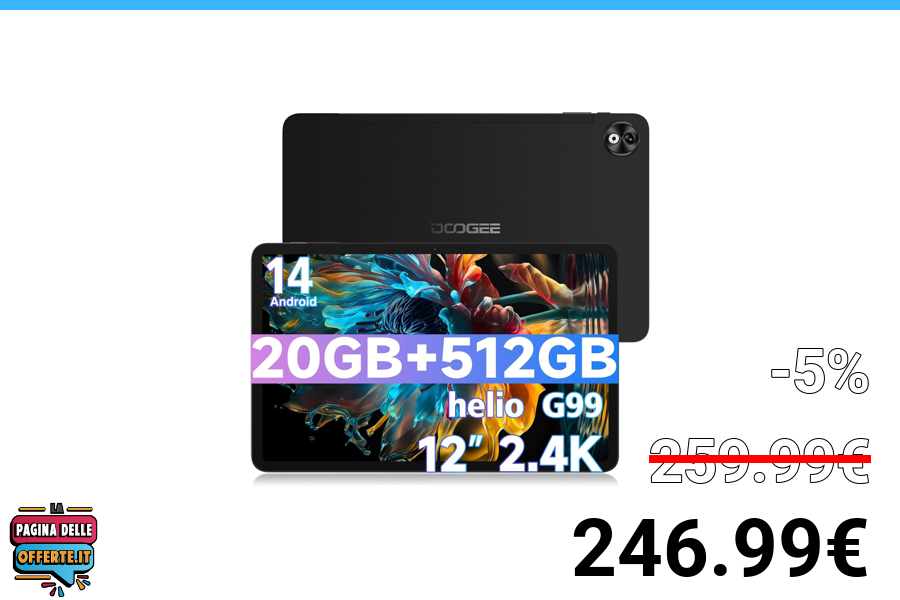 DOOGEE
14
Android
20GB+512GB
helio G99
12" 2.4K
-5%
259.99€
246.99€
LA
PAGINA DELLE
OFFERTE.IT